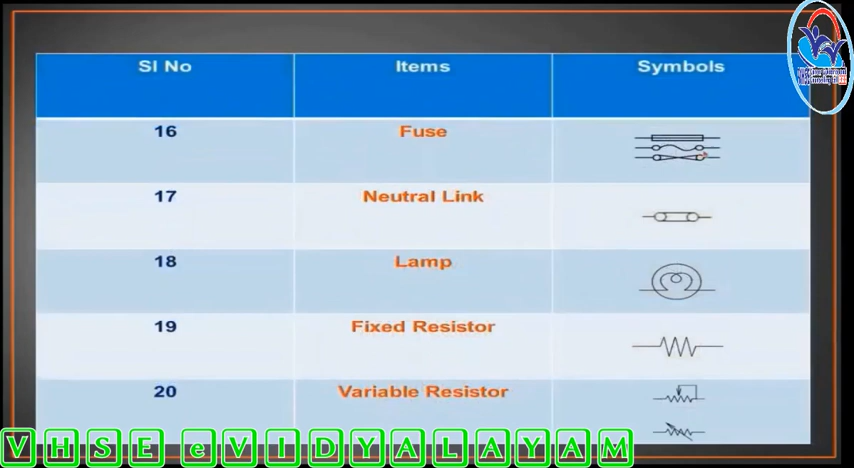 Sl No Items Symbols
16 Fuse
17 Neutral Link
18 Lamp
19 Fixed Resistor
20 Variable Resistor
VHSE eVIDYALAYAM